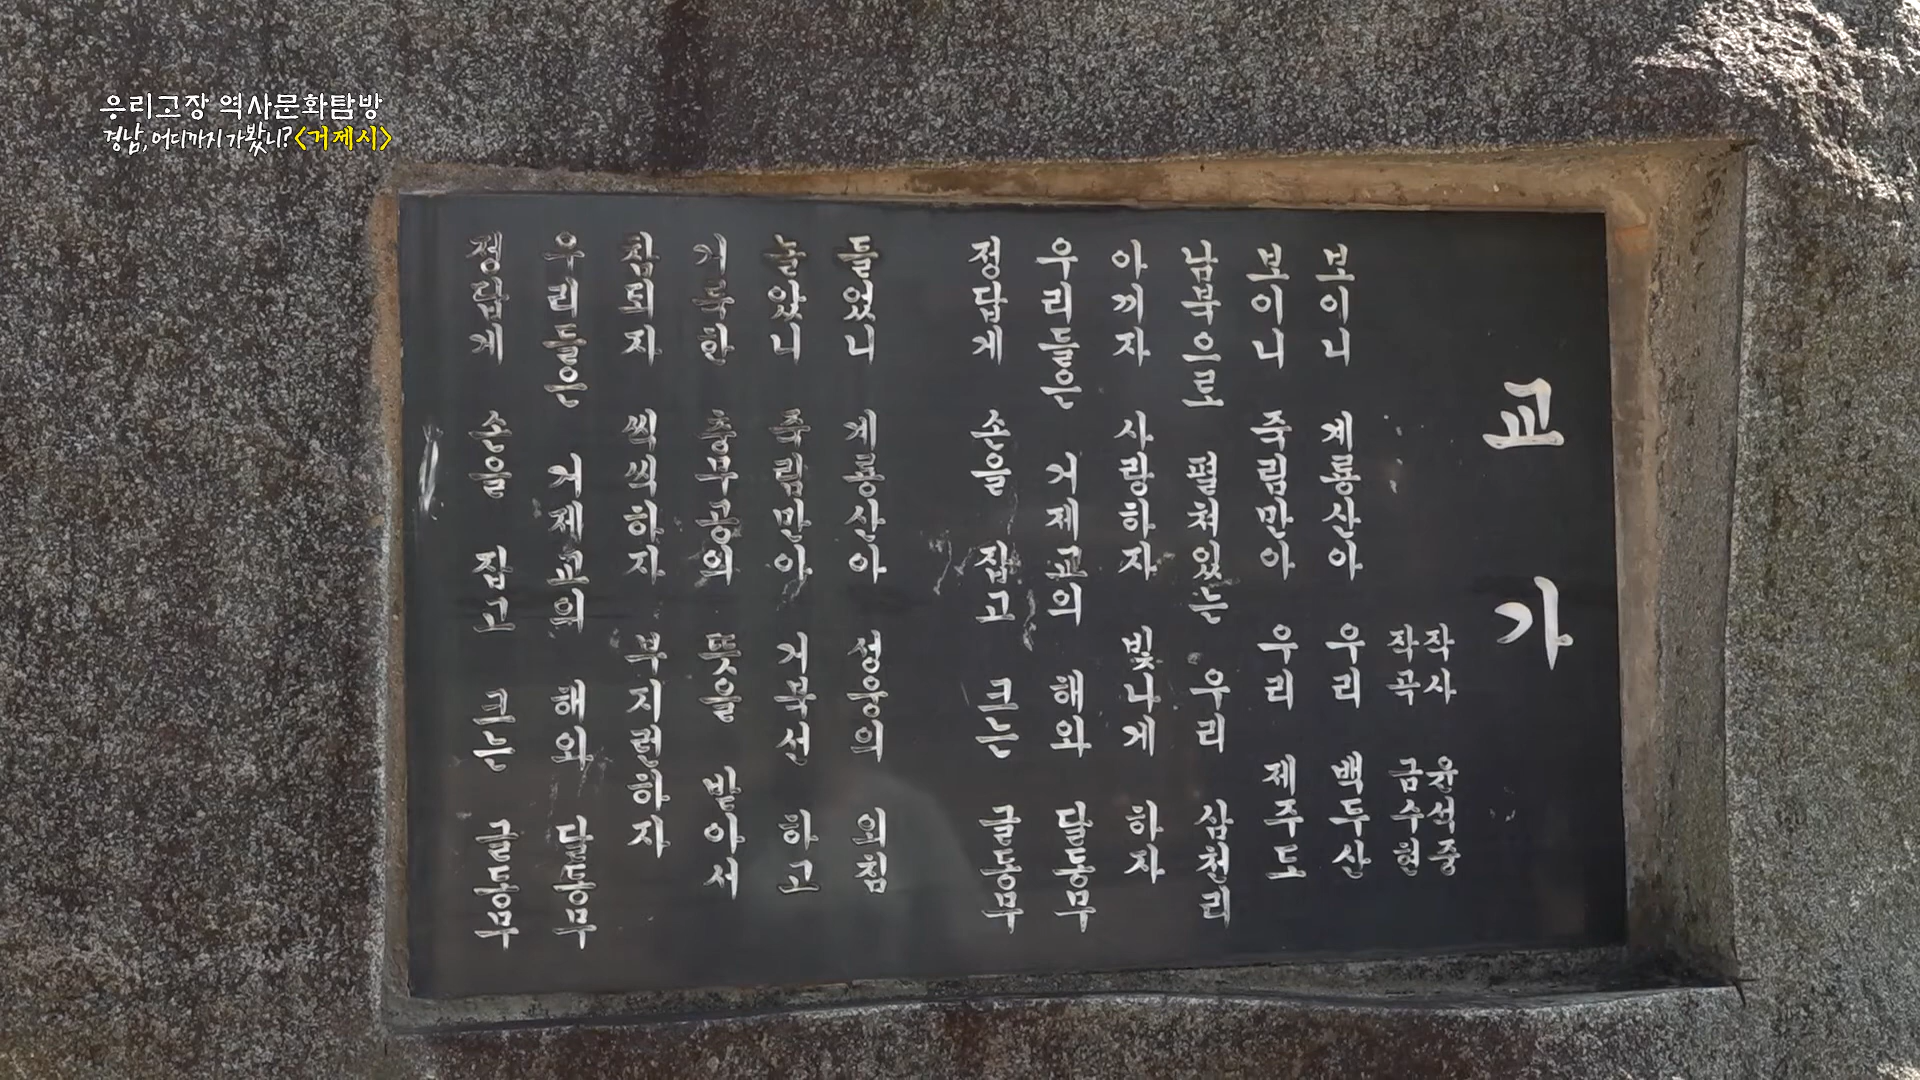 우리고장 역사문화탐방
경남, 어디까지 가봤니? <거제시>
교가
작사 윤석중
작곡 금수현
보이니 계룡산아 우리 백두산
보이니 죽림만아 우리 제주도
남북으로 펼쳐있는 우리 삼천리
아끼자 사랑하자 빛나게 하자
우리들은 거제교의 해와 달동무
정답게 손을 잡고 크는 글동무
들었니 계룡산아 성웅의 외침
놀았니 죽림만아 거북선 하고
거룩한 충무공의 뜻을 받아서
참되자 씩씩하자 부지런하자
우리들은 거제교의 해와 달동무
정답게 손을 잡고 크는 글동무